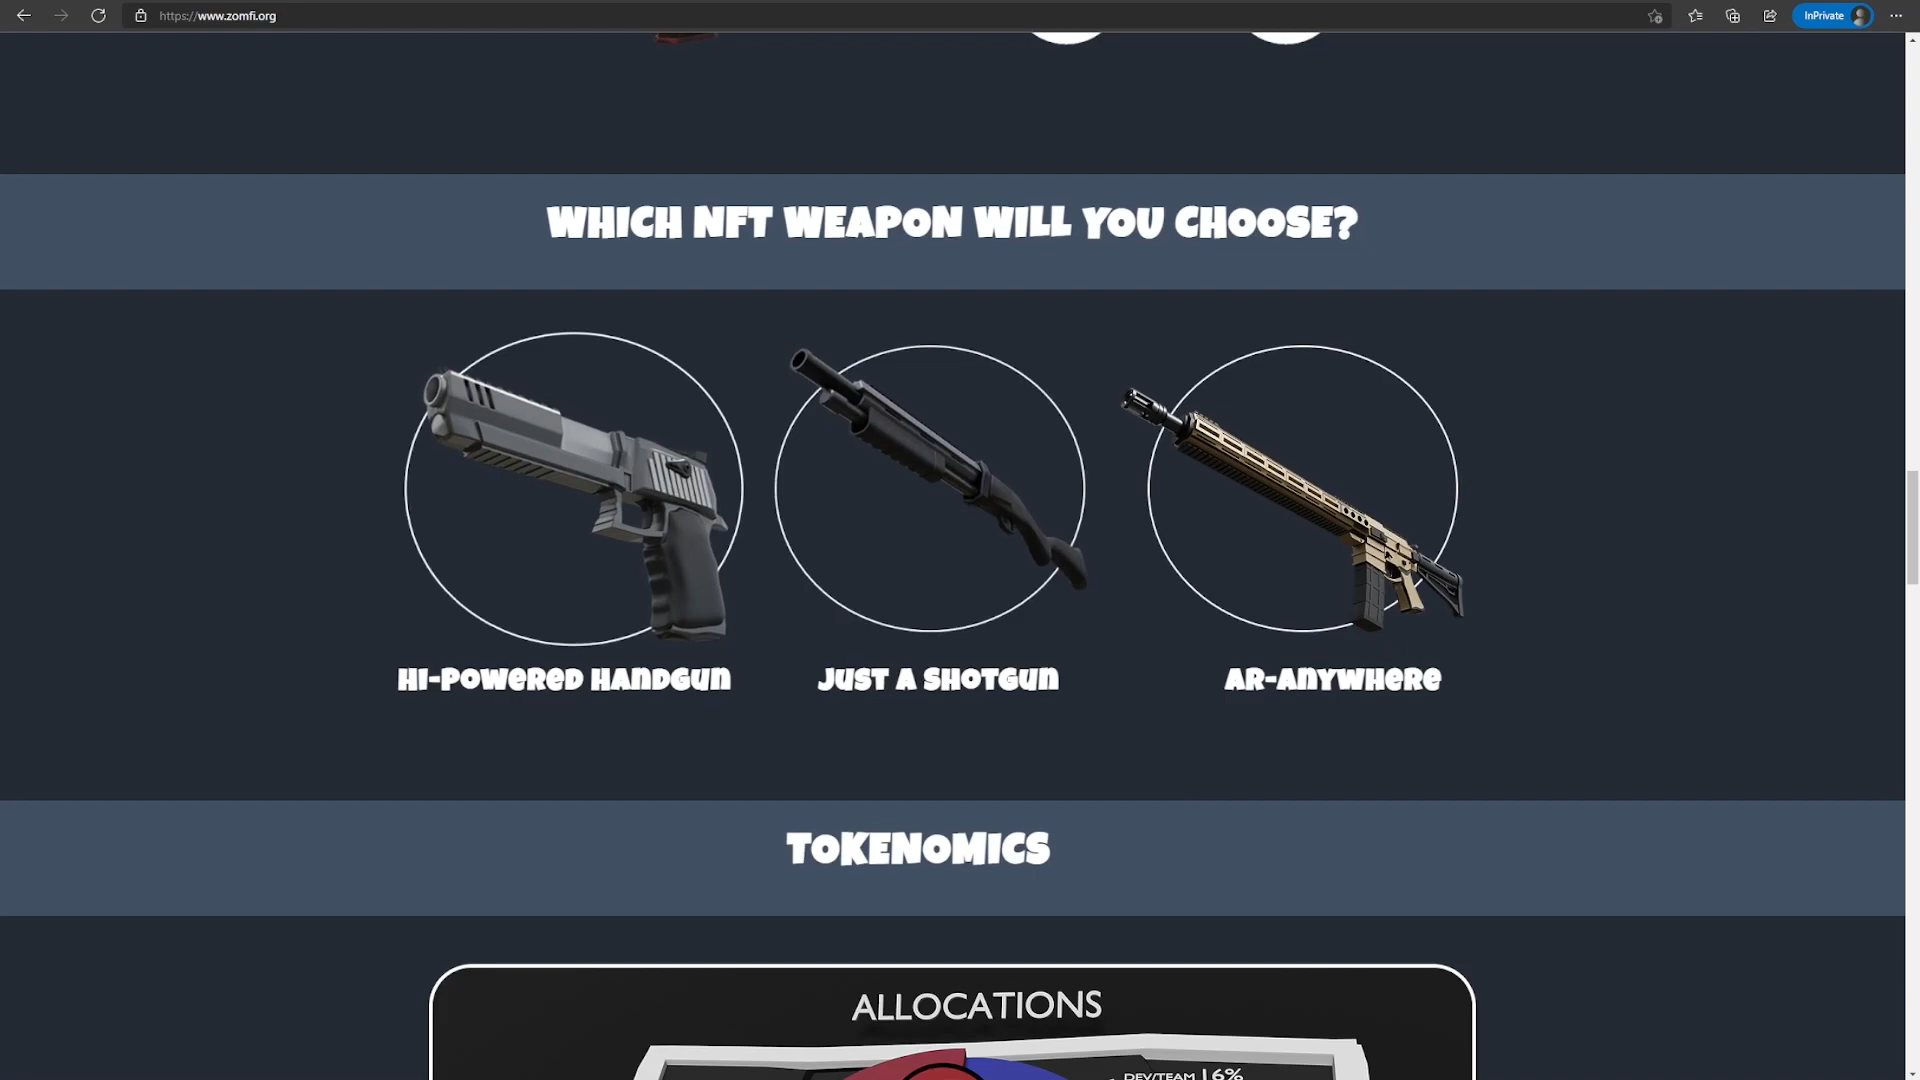 https://www.zomfi.org
InPrivate
WHICH NFT WEAPON WILL YOU CHOOSE?
HI-POWERED HANDGUN
JUST A SHOTGUN
AR-ANYWHERE
TOKENOMICS
ALLOCATIONS
DEV/TEAM 16%